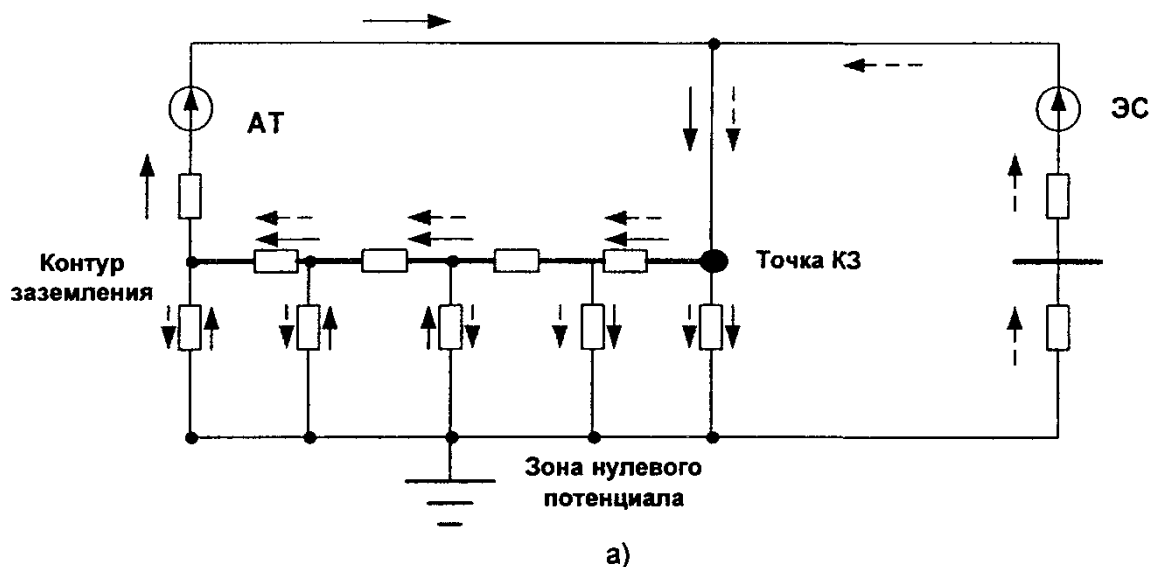 АТ
ЭС
Контур
заземления
Точка КЗ
Зона нулевого
потенциала
а)